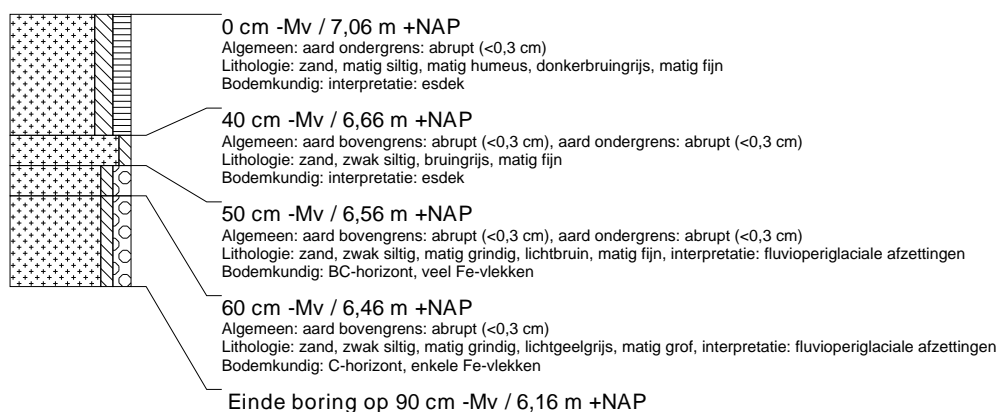 0 cm -Mv / 7,06 m +NAP
Algemeen: aard ondergrens: abrupt (<0,3 cm)
Lithologie: zand, matig siltig, matig humeus, donkerbruingrijs, matig fijn
Bodemkundig: interpretatie: esdek
40 cm -Mv / 6,66 m +NAP
Algemeen: aard bovengrens: abrupt (<0,3 cm), aard ondergrens: abrupt (<0,3 cm)
Lithologie: zand, zwak siltig, bruingrijs, matig fijn
Bodemkundig: interpretatie: esdek
50 cm -Mv / 6,56 m +NAP
Algemeen: aard bovengrens: abrupt (<0,3 cm), aard ondergrens: abrupt (<0,3 cm)
Lithologie: zand, zwak siltig, matig grindig, lichtbruin, matig fijn, interpretatie: fluvioperiglaciale afzettingen
Bodemkundig: BC-horizont, veel Fe-vlekken
60 cm -Mv / 6,46 m +NAP
Algemeen: aard bovengrens: abrupt (<0,3 cm)
Lithologie: zand, zwak siltig, matig grindig, lichtgeelgrijs, matig grof, interpretatie: fluvioperiglaciale afzettingen
Bodemkundig: C-horizont, enkele Fe-vlekken
Einde boring op 90 cm -Mv / 6,16 m +NAP